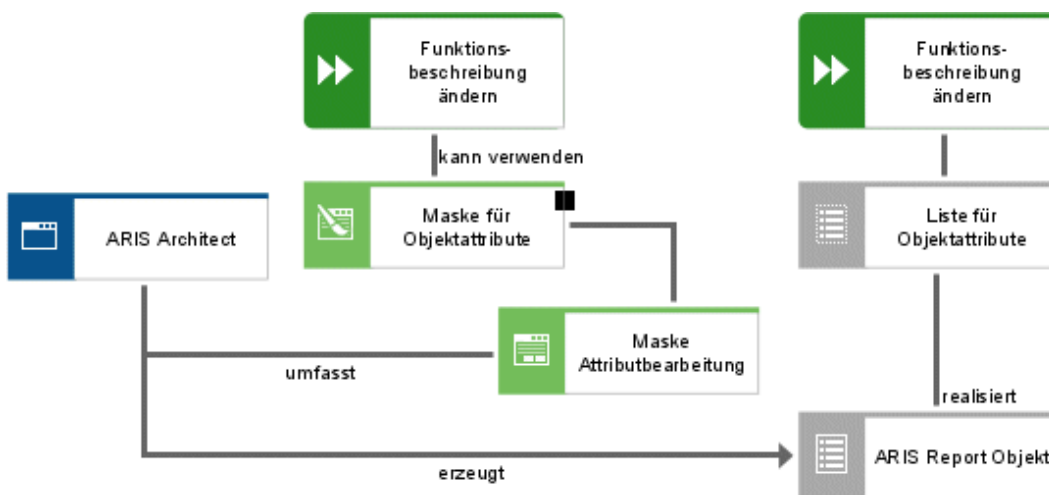 Funktions-
beschreibung
ändern
Funktions-
beschreibung
ändern
kann verwenden
ARIS Architect
Maske für
Objektattribute
Liste für
Objektattribute
Maske
Attributbearbeitung
umfasst
realisiert
ARIS Report Objekt
erzeugt